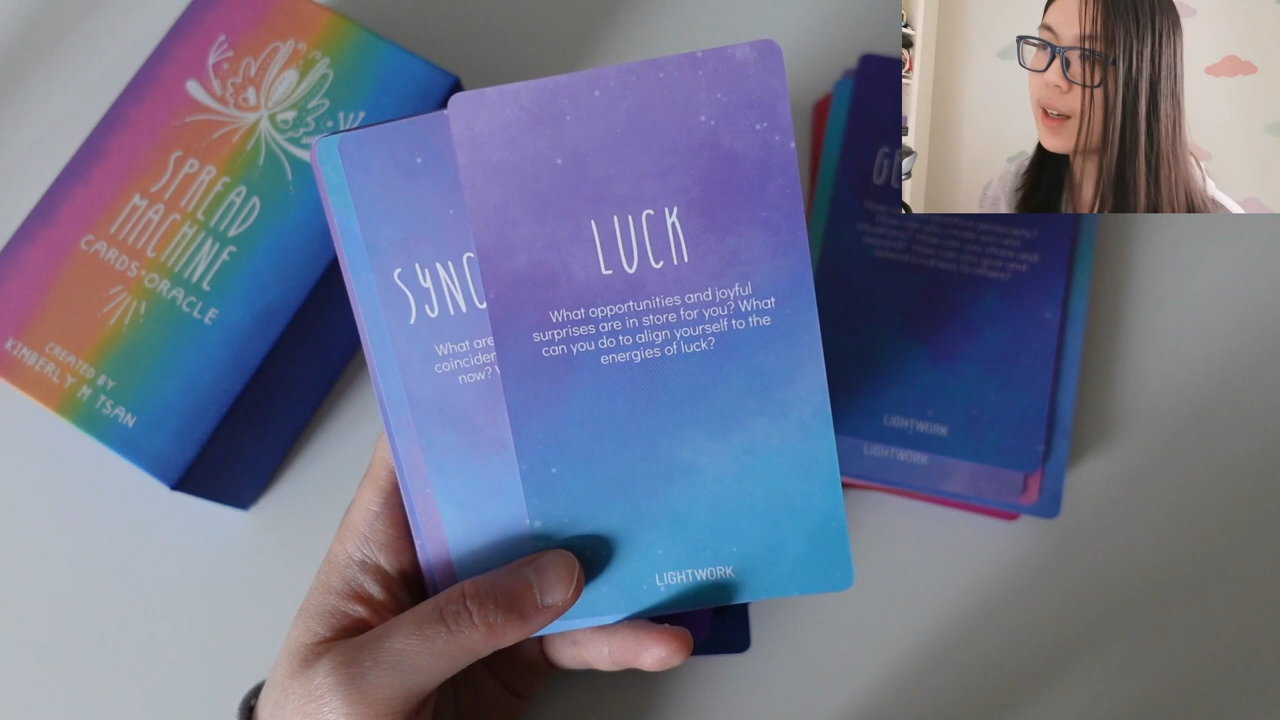 SPREAD
MACHINE
CARDS·ORACLE
CREATED BY
KIMBERLY M TSAN
SYNC
What are
coinciden
now?
LUCK
What opportunities and joyful
surprises are in store for you? What
can you do to align yourself to the
energies of luck?
LIGHTWORK
GE
LIGHTWORK
LIGHTWORK